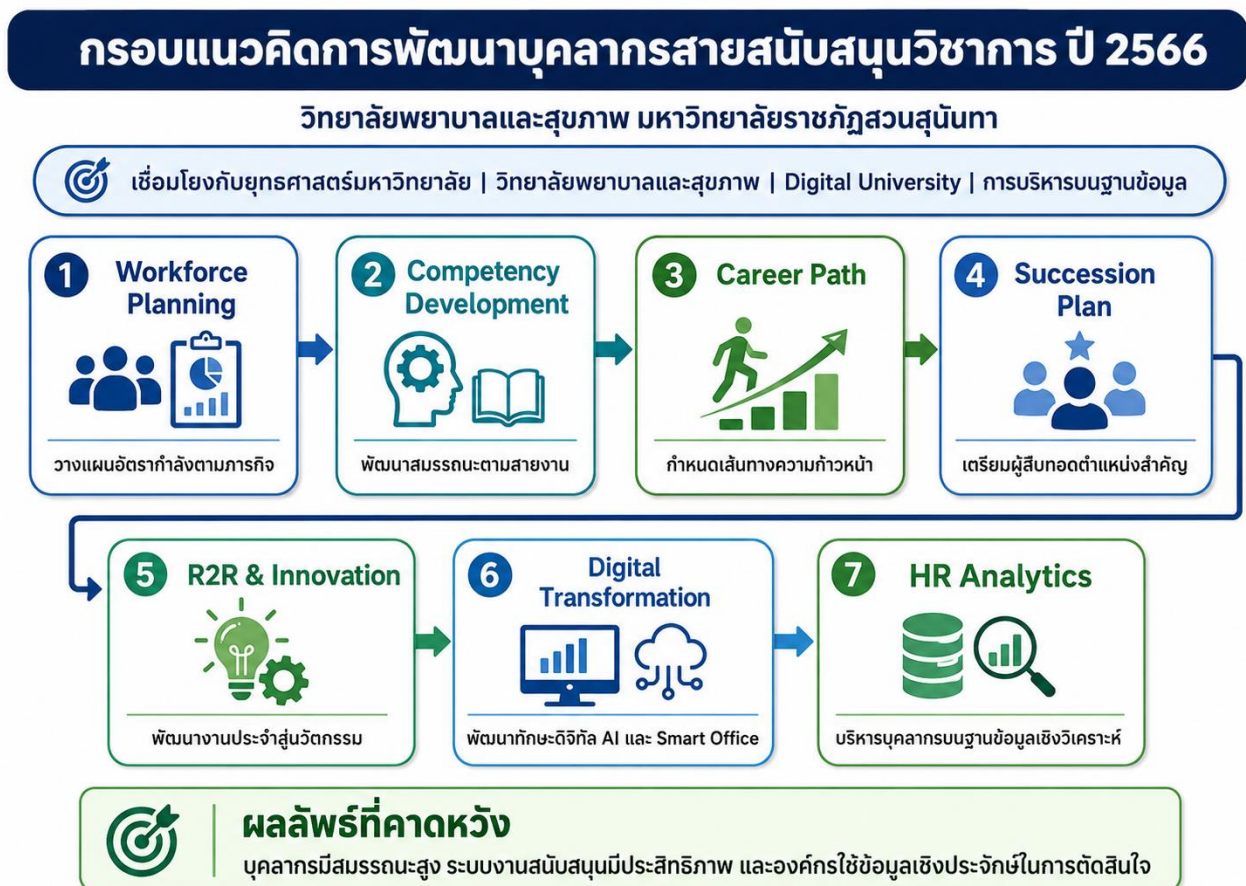 กรอบแนวคิดการพัฒนาบุคลากรสายสนับสนุนวิชาการ ปี 2566
วิทยาลัยพยาบาลและสุขภาพ มหาวิทยาลัยราชภัฏสวนสุนันทา
เชื่อมโยงกับยุทธศาสตร์มหาวิทยาลัย | วิทยาลัยพยาบาลและสุขภาพ | Digital University | การบริหารบนฐานข้อมูล
1 Workforce
Planning
วางแผนอัตรากำลังตามภารกิจ
2 Competency
Development
พัฒนาสมรรถนะตามสายงาน
3 Career Path
กำหนดเส้นทางความก้าวหน้า
4 Succession
Plan
เตรียมผู้สืบทอดตำแหน่งสำคัญ
5 R2R & Innovation
พัฒนางานประจำสู่นวัตกรรม
6 Digital
Transformation
พัฒนาทักษะดิจิทัล AI และ Smart Office
7 HR Analytics
บริหารบุคลากรบนฐานข้อมูลเชิงวิเคราะห์
ผลลัพธ์ที่คาดหวัง
บุคลากรมีสมรรถนะสูง ระบบงานสนับสนุนมีประสิทธิภาพ และองค์กรใช้ข้อมูลเชิงประจักษ์ในการตัดสินใจ